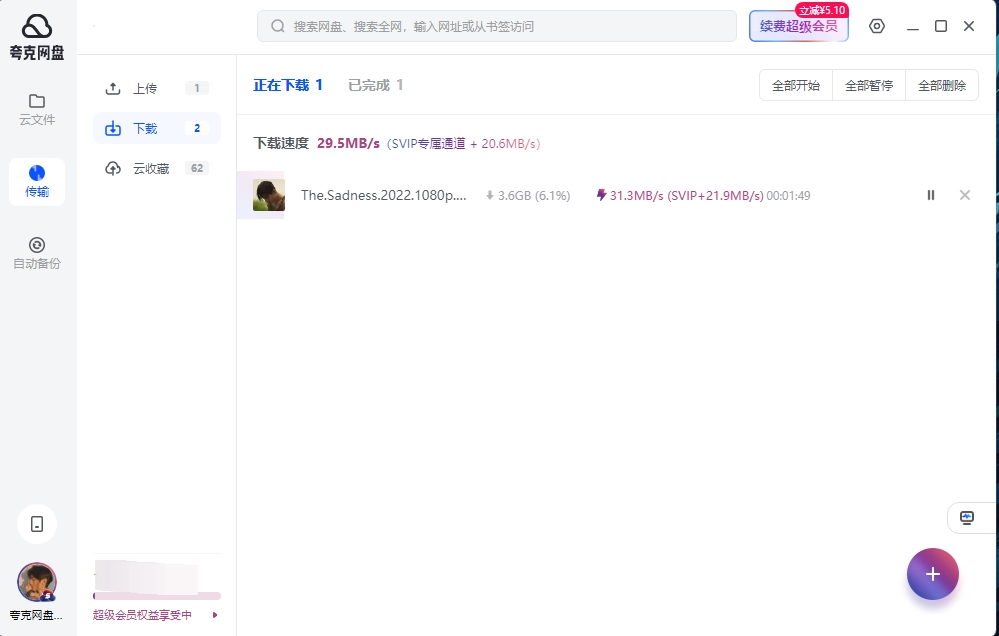 夸克网盘
搜索网盘、搜索全网，输入网址或从书签访问
立减¥5.10
续费超级会员
云文件
传输
自动备份
夸克网盘...
上传 1
下载 2
云收藏 62
超级会员权益享受中
正在下载 1 已完成 1
全部开始 全部暂停 全部删除
下载速度 29.5MB/s (SVIP专属通道 + 20.6MB/s)
The.Sadness.2022.1080p.... 3.6GB (6.1%) 31.3MB/s (SVIP+21.9MB/s) 00:01:49